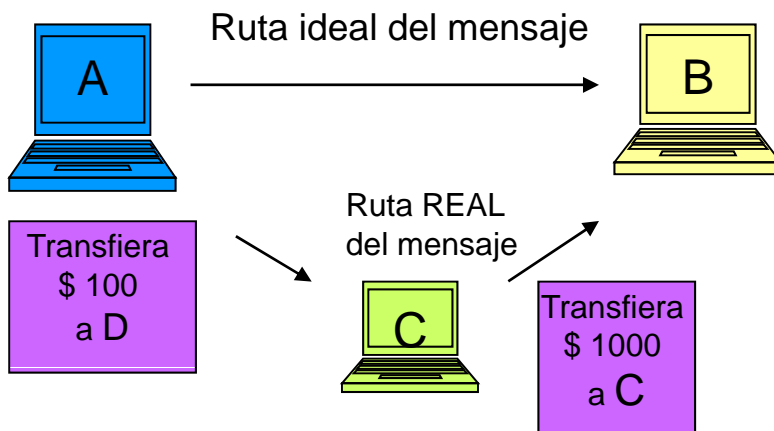 Ruta ideal del mensaje
A
B
Ruta REAL
del mensaje
Transfiera
$ 100
a D
C
Transfiera
$ 1000
a C